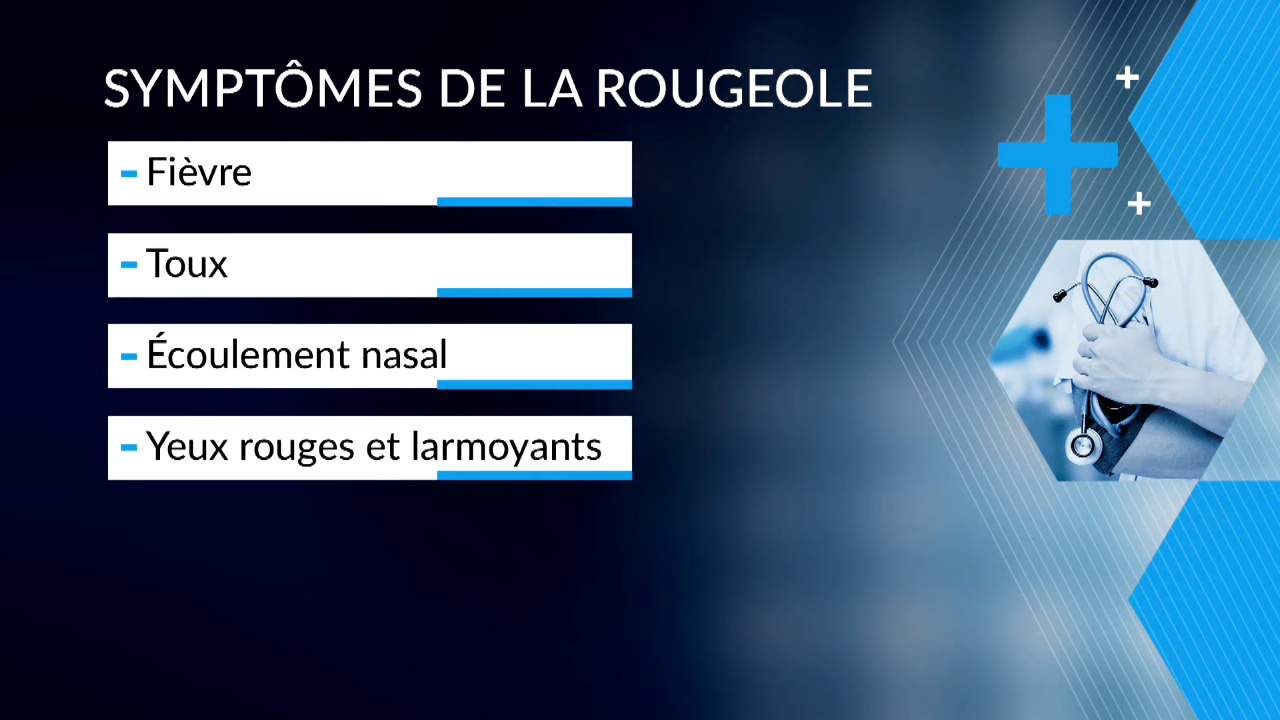 SYMPTÔMES DE LA ROUGEOLE
- Fièvre
- Toux
- Écoulement nasal
- Yeux rouges et larmoyants